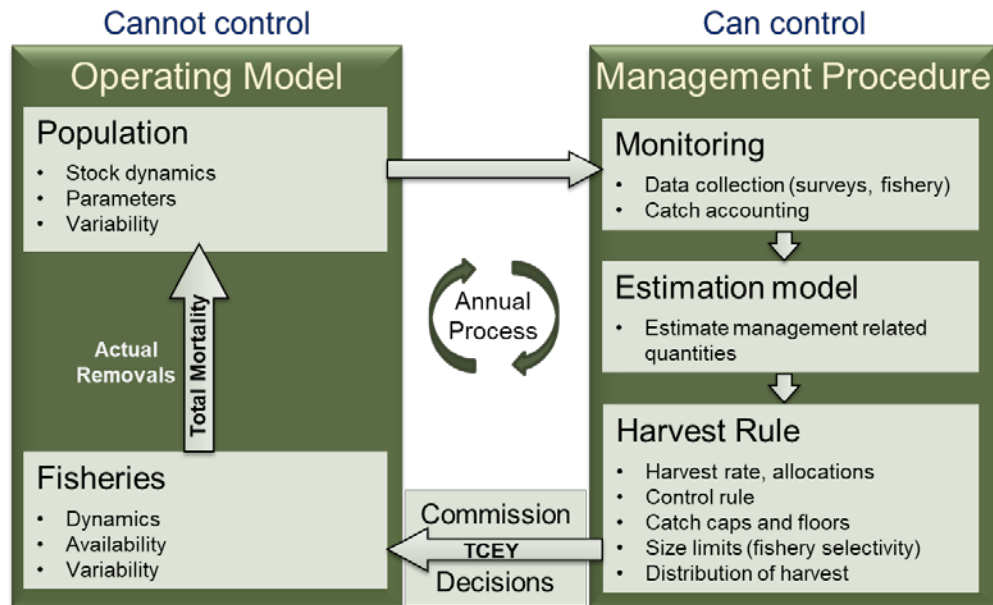 Cannot control
Can control
Operating Model
Population
• Stock dynamics
• Parameters
• Variability
Actual
Removals
Total Mortality
Fisheries
• Dynamics
• Availability
• Variability
Annual
Process
Commission
TCEY
Decisions
Management Procedure
Monitoring
• Data collection (surveys, fishery)
• Catch accounting
Estimation model
• Estimate management related
quantities
Harvest Rule
• Harvest rate, allocations
• Control rule
• Catch caps and floors
• Size limits (fishery selectivity)
• Distribution of harvest